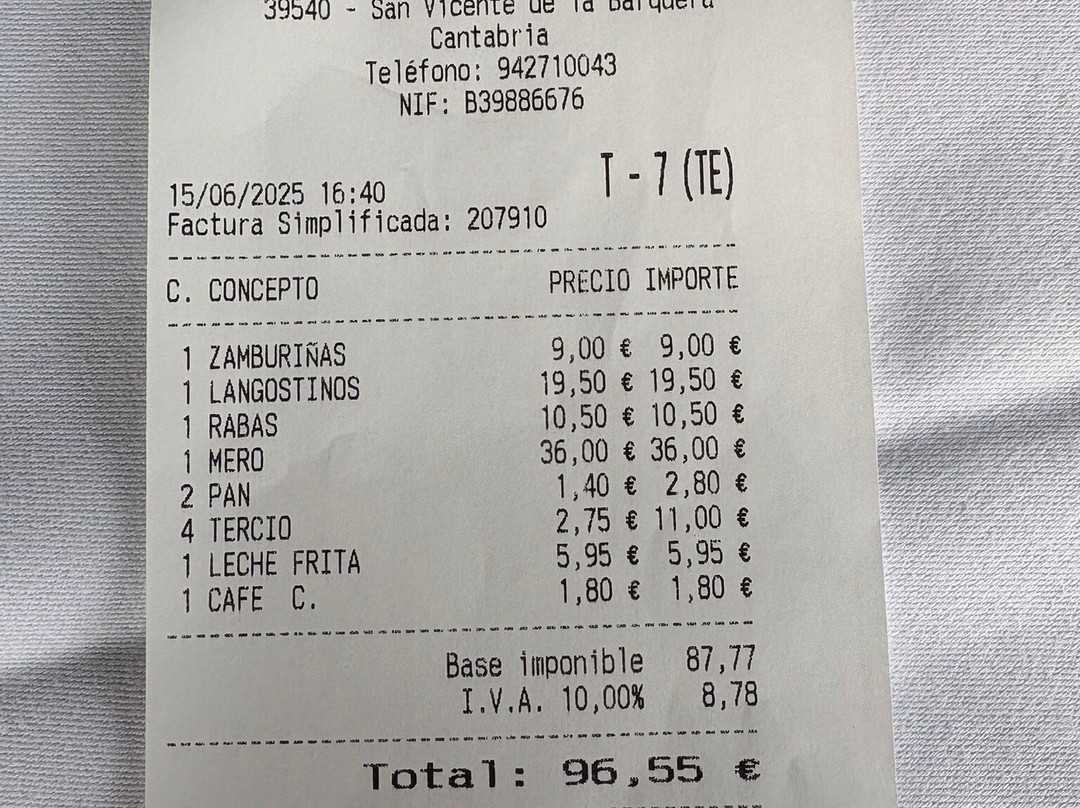 39540 - San Vicente de la Barquera
Cantabria
Teléfono: 942710043
NIF: B39886676
T - 7 (TE)
15/06/2025 16:40
Factura Simplificada: 207910
C. CONCEPTO PRECIO IMPORTE
1 ZAMBURIÑAS 9,00 € 9,00 €
1 LANGOSTINOS 19,50 € 19,50 €
1 RABAS 10,50 € 10,50 €
1 MERO 36,00 € 36,00 €
2 PAN 1,40 € 2,80 €
4 TERCIO 2,75 € 11,00 €
1 LECHE FRITA 5,95 € 5,95 €
1 CAFE C. 1,80 € 1,80 €
Base imponible 87,77
I.V.A. 10,00% 8,78
Total: 96,55 €